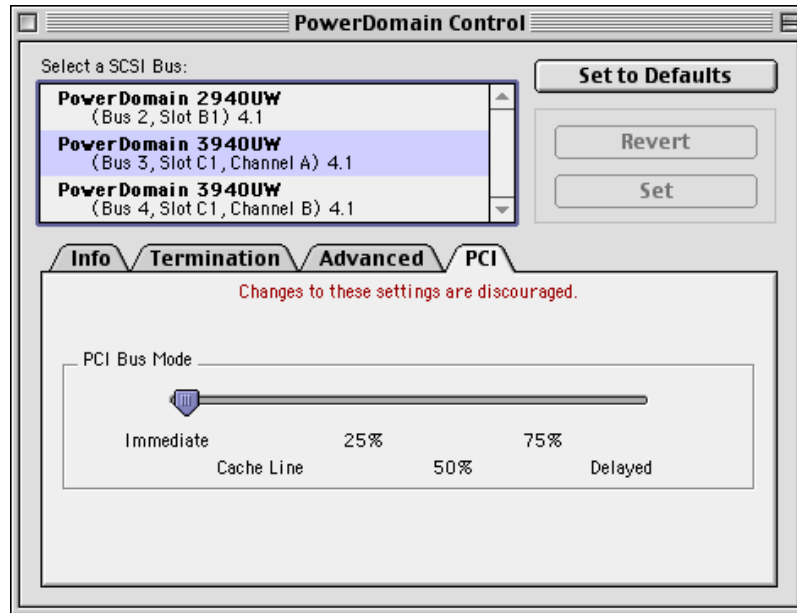 PowerDomain Control
Select a SCSI Bus:
PowerDomain 2940UW
(Bus 2, Slot B1) 4.1
PowerDomain 3940UW
(Bus 3, Slot C1, Channel A) 4.1
PowerDomain 3940UW
(Bus 4, Slot C1, Channel B) 4.1
Set to Defaults
Revert
Set
Info Termination Advanced PCI
Changes to these settings are discouraged.
PCI Bus Mode
Immediate 25% 75%
Cache Line 50% Delayed